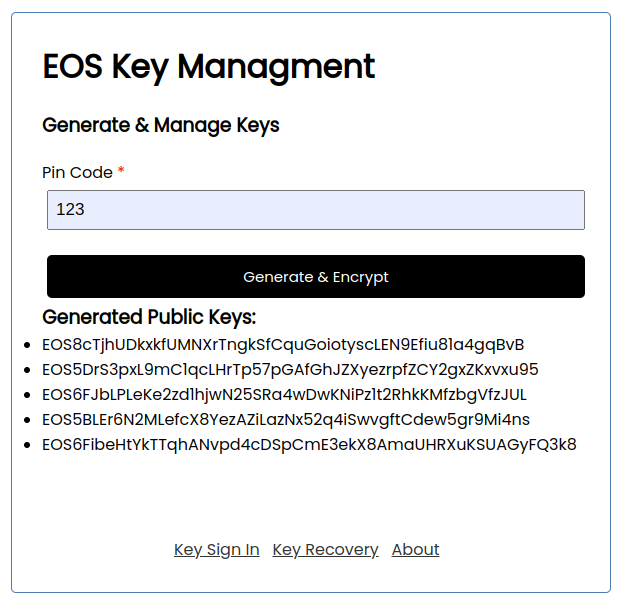 EOS Key Managment
Generate & Manage Keys
Pin Code *
123
Generate & Encrypt
Generated Public Keys:
EOS8cTjhUDkxkfUMNXrTngkSfCquGoiotyscLEN9Efiu81a4gqBvB
EOS5DrS3pxL9mC1qcLHrTp57pGAfGhJZXyezrpfZCY2gxZKxvxu95
EOS6FJbLPLeKe2zd1hjwN25SRa4wDwKNiPz1t2RhkKMfzbgVfzJUL
EOS5BLEr6N2MLefcX8YezAZiLazNx52q4iSwvgftCdew5gr9Mi4ns
EOS6FibeHtYkTTqhANvpd4cDSpCmE3ekX8AmaUHRXuKSUAGyFQ3k8
Key Sign In Key Recovery About